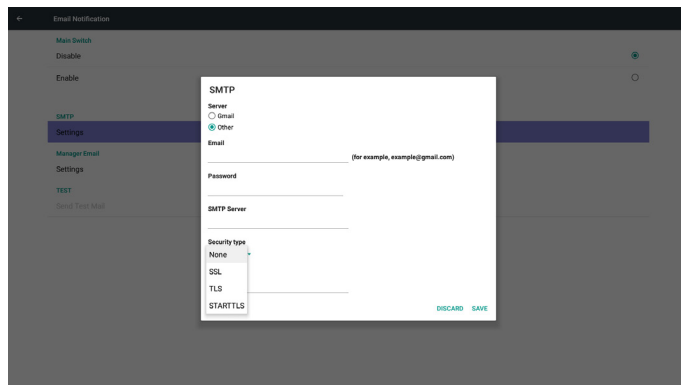 ← Email Notification
Main Switch
Disable
Enable
SMTP
Settings
Manager Email
Settings
TEST
Send Test Mail
SMTP
Server
Gmail
Other
Email
(for example, example@gmail.com)
Password
SMTP Server
Security type
None
SSL
TLS
STARTTLS
DISCARD SAVE